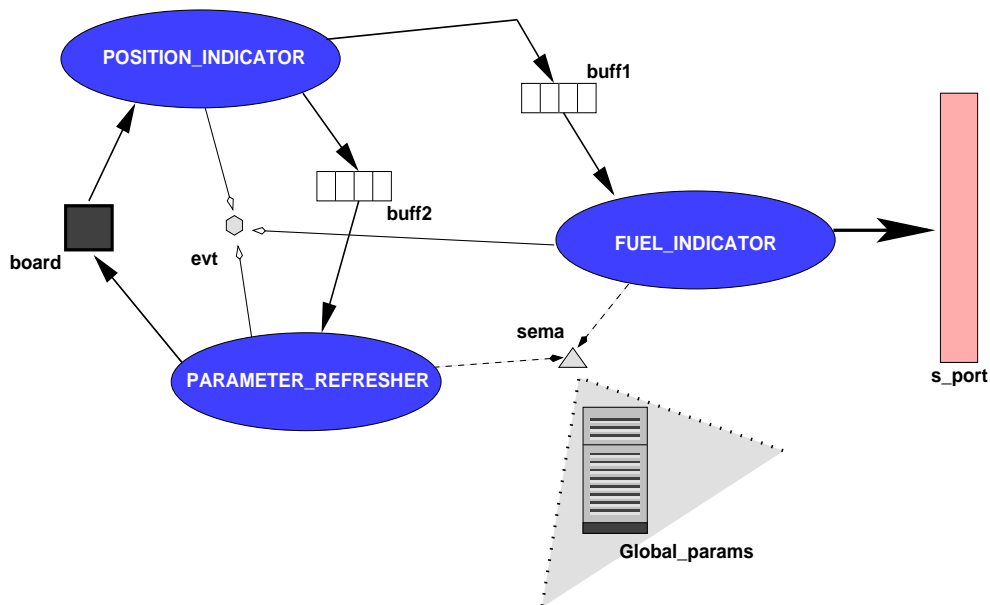 POSITION_INDICATOR
buff1
buff2
board
evt
FUEL_INDICATOR
sema
PARAMETER_REFRESHER
s_port
Global_params